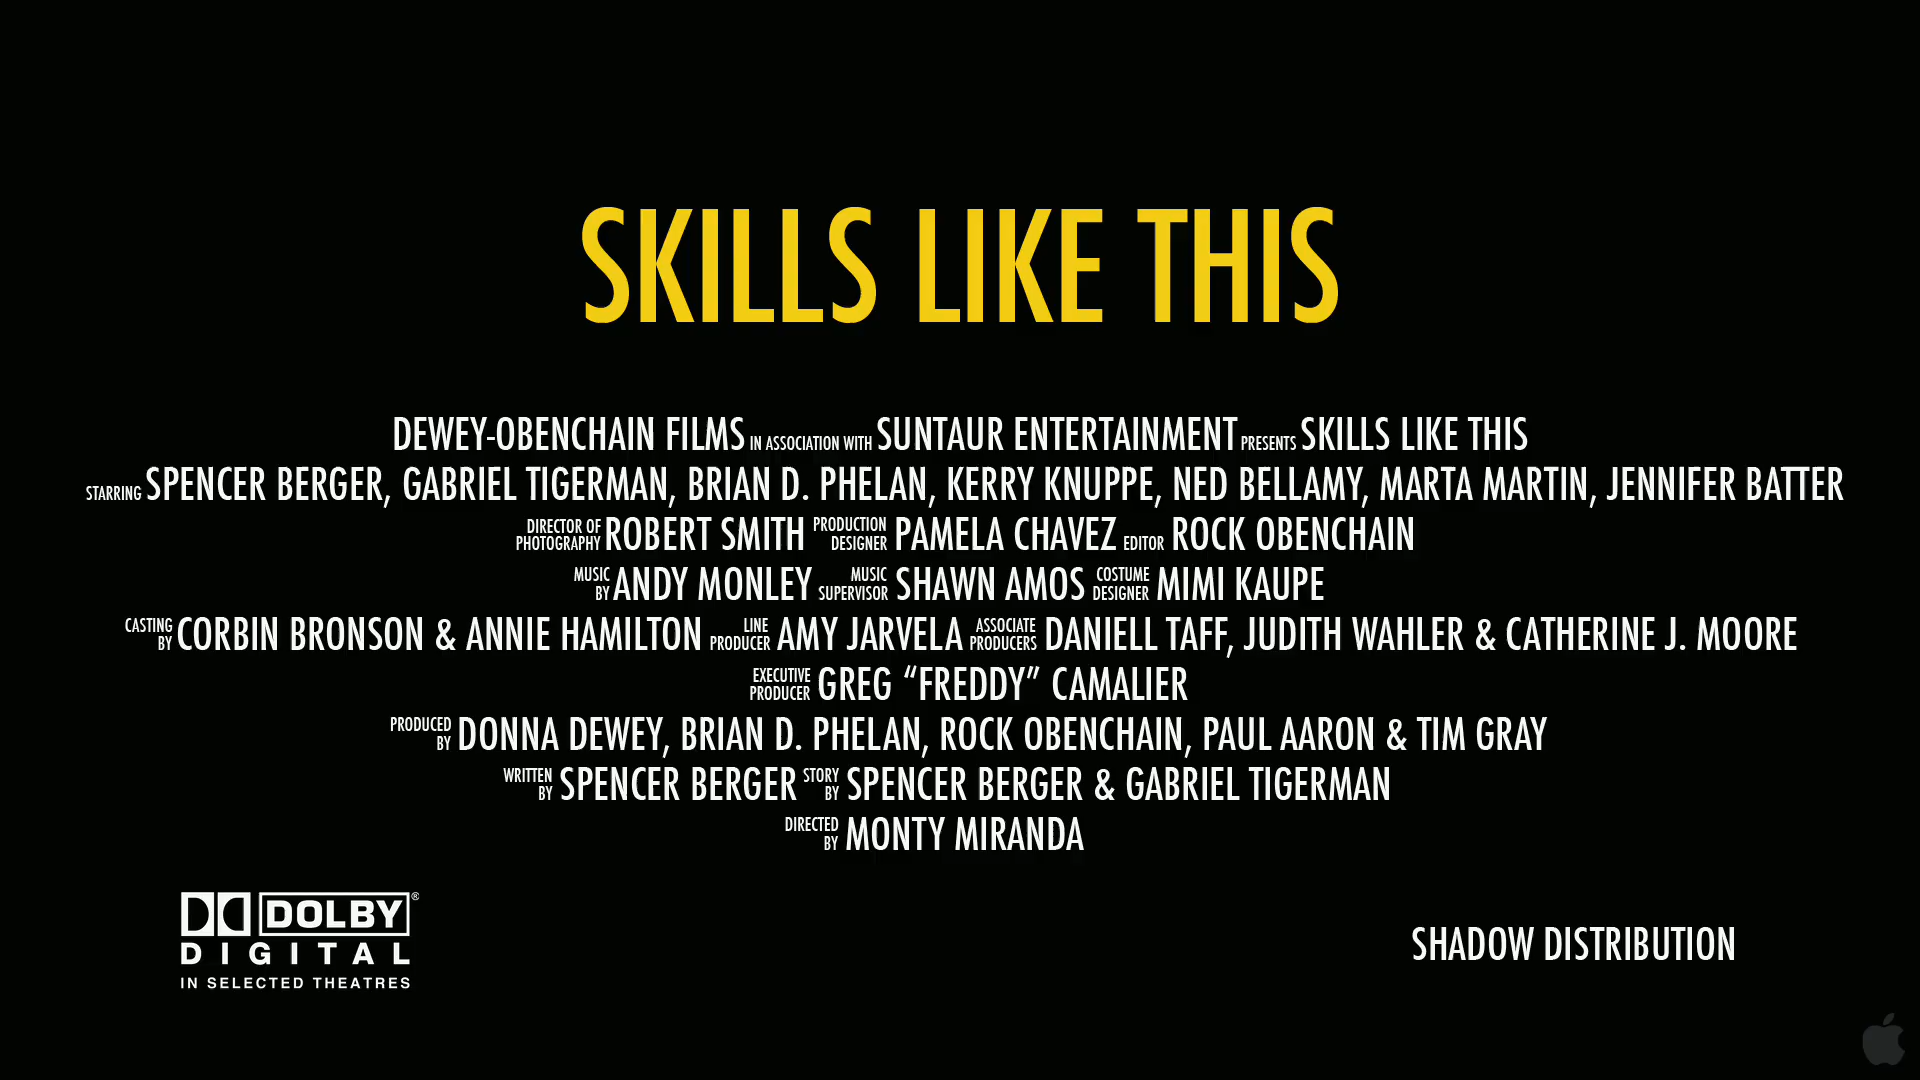 SKILLS LIKE THIS
DEWEY-OBENCHAIN FILMS IN ASSOCIATION WITH SUNTAUR ENTERTAINMENT PRESENTS SKILLS LIKE THIS
STARRING SPENCER BERGER, GABRIEL TIGERMAN, BRIAN D. PHELAN, KERRY KNUPPE, NED BELLAMY, MARTA MARTIN, JENNIFER BATTER
DIRECTOR OF PHOTOGRAPHY ROBERT SMITH PRODUCTION DESIGNER PAMELA CHAVEZ EDITOR ROCK OBENCHAIN
MUSIC BY ANDY MONLEY MUSIC SUPERVISOR SHAWN AMOS COSTUME DESIGNER MIMI KAUPE
CASTING BY CORBIN BRONSON & ANNIE HAMILTON LINE PRODUCER AMY JARVELA ASSOCIATE PRODUCERS DANIELL TAFF, JUDITH WAHLER & CATHERINE J. MOORE
EXECUTIVE PRODUCER GREG “FREDDY” CAMALIER
PRODUCED BY DONNA DEWEY, BRIAN D. PHELAN, ROCK OBENCHAIN, PAUL AARON & TIM GRAY
WRITTEN BY SPENCER BERGER STORY BY SPENCER BERGER & GABRIEL TIGERMAN
DIRECTED BY MONTY MIRANDA
DOLBY®
DIGITAL
IN SELECTED THEATRES
SHADOW DISTRIBUTION